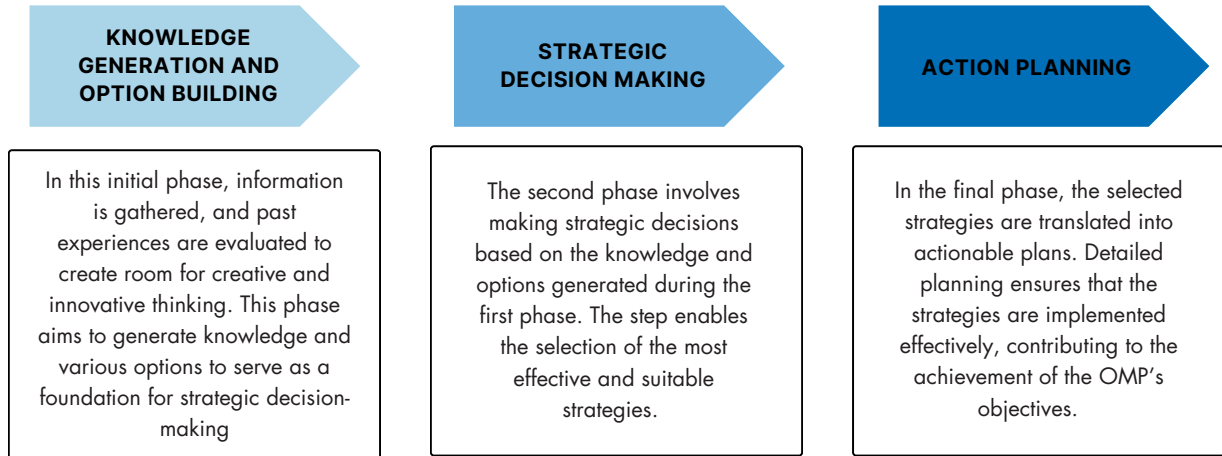 KNOWLEDGE
GENERATION AND
OPTION BUILDING
In this initial phase, information
is gathered, and past
experiences are evaluated to
create room for creative and
innovative thinking. This phase
aims to generate knowledge and
various options to serve as a
foundation for strategic decision-
making
STRATEGIC
DECISION MAKING
The second phase involves
making strategic decisions
based on the knowledge and
options generated during the
first phase. The step enables
the selection of the most
effective and suitable
strategies.
ACTION PLANNING
In the final phase, the selected
strategies are translated into
actionable plans. Detailed
planning ensures that the
strategies are implemented
effectively, contributing to the
achievement of the OMP’s
objectives.